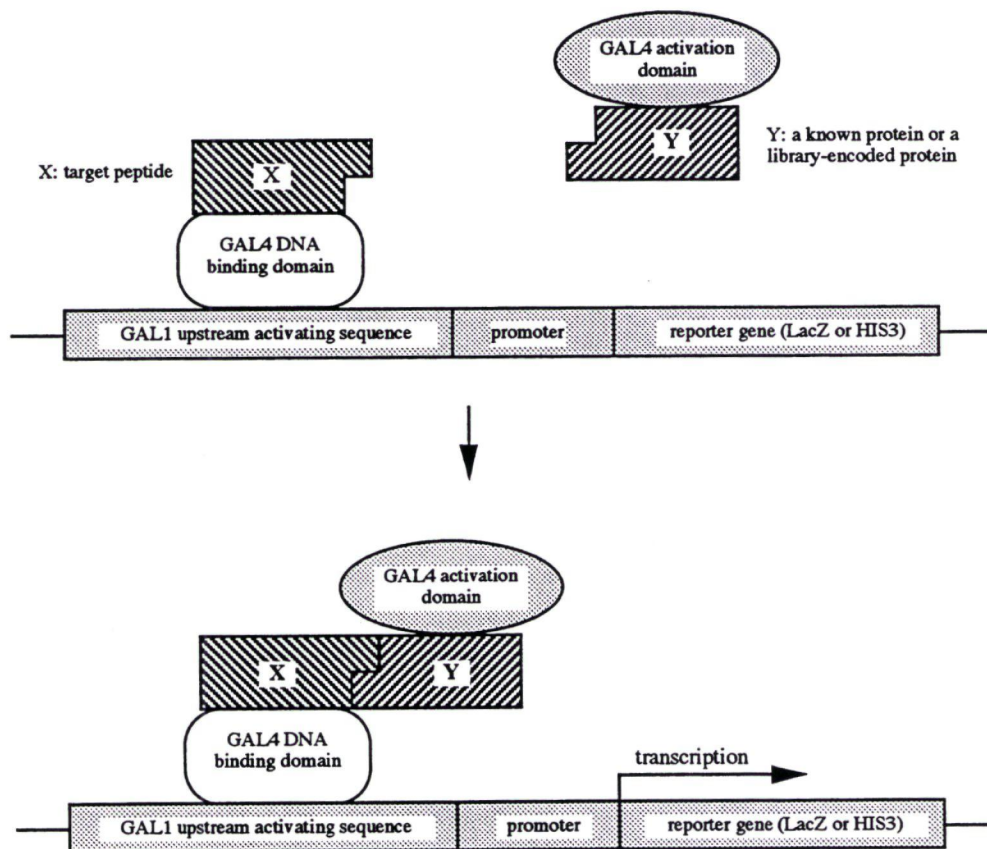 GAL4 activation
domain
X: target peptide
X
Y
Y: a known protein or a
library-encoded protein
GAL4 DNA
binding domain
GAL1 upstream activating sequence
promoter
reporter gene (LacZ or HIS3)
GAL4 activation
domain
X
Y
GAL4 DNA
binding domain
transcription
GAL1 upstream activating sequence
promoter
reporter gene (LacZ or HIS3)